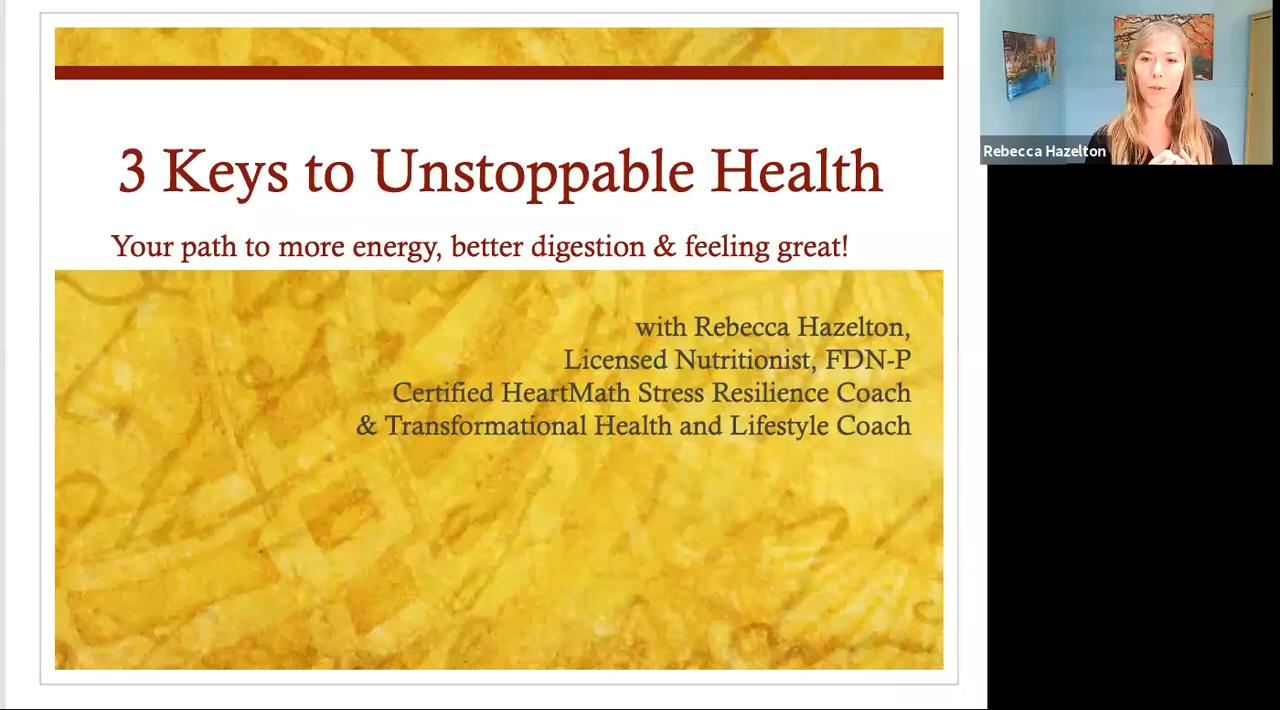 3 Keys to Unstoppable Health
Your path to more energy, better digestion & feeling great!
with Rebecca Hazelton,
Licensed Nutritionist, FDN-P
Certified HeartMath Stress Resilience Coach
& Transformational Health and Lifestyle Coach
Rebecca Hazelton